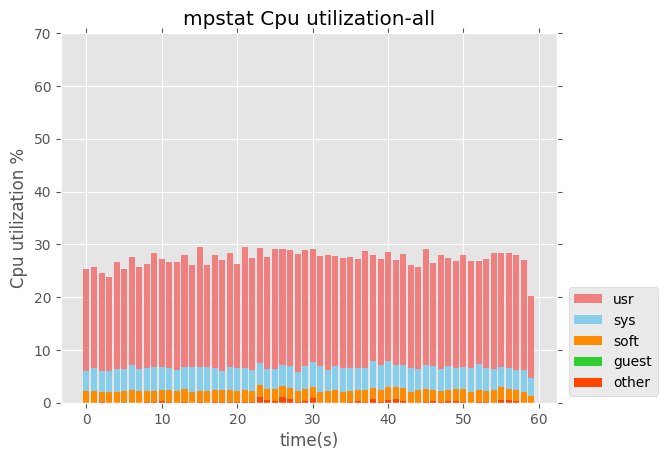 mpstat Cpu utilization-all
Cpu utilization %
70
60
50
40
30
20
10
0
0 10 20 30 40 50 60
time(s)
usr
sys
soft
guest
other